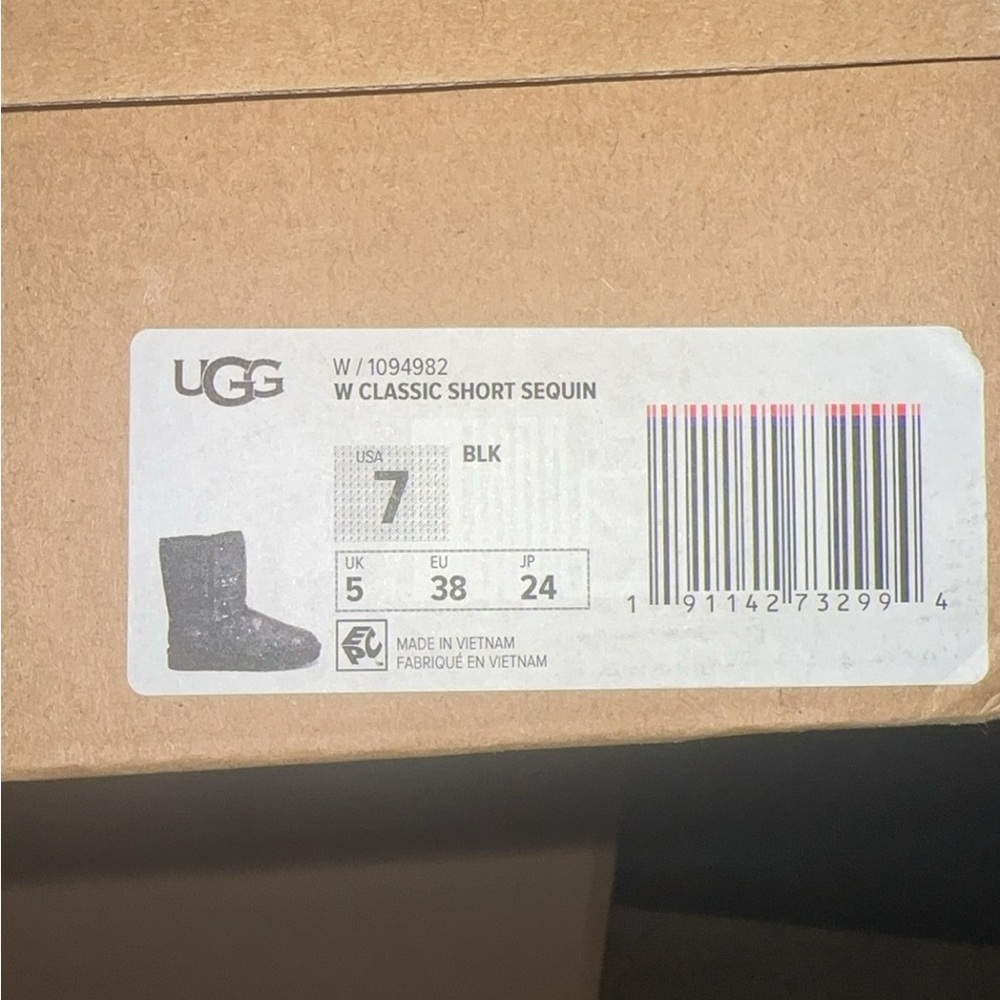 UGG
W / 1094982
W CLASSIC SHORT SEQUIN
USA
7
BLK
UK EU JP
5 38 24
EPC
MADE IN VIETNAM
FABRIQUÉ EN VIETNAM
1 91142 73299 4